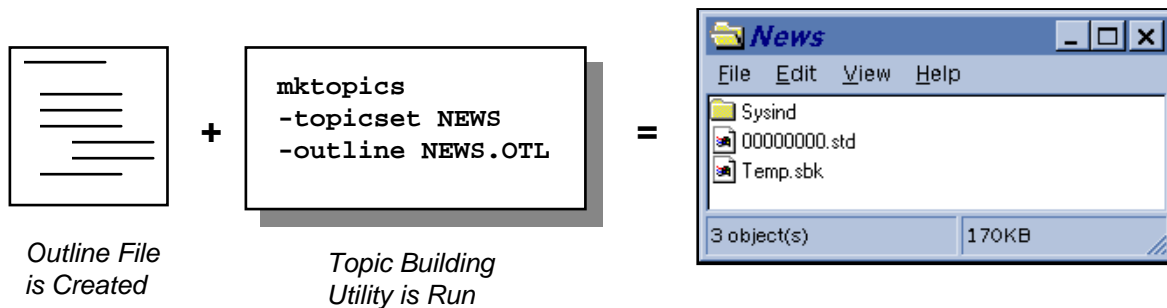 News
File Edit View Help
Sysind
00000000.std
Temp.sbk
3 object(s) 170KB
mktopics
-topicset NEWS
-outline NEWS.OTL
+
=
Outline File
is Created
Topic Building
Utility is Run